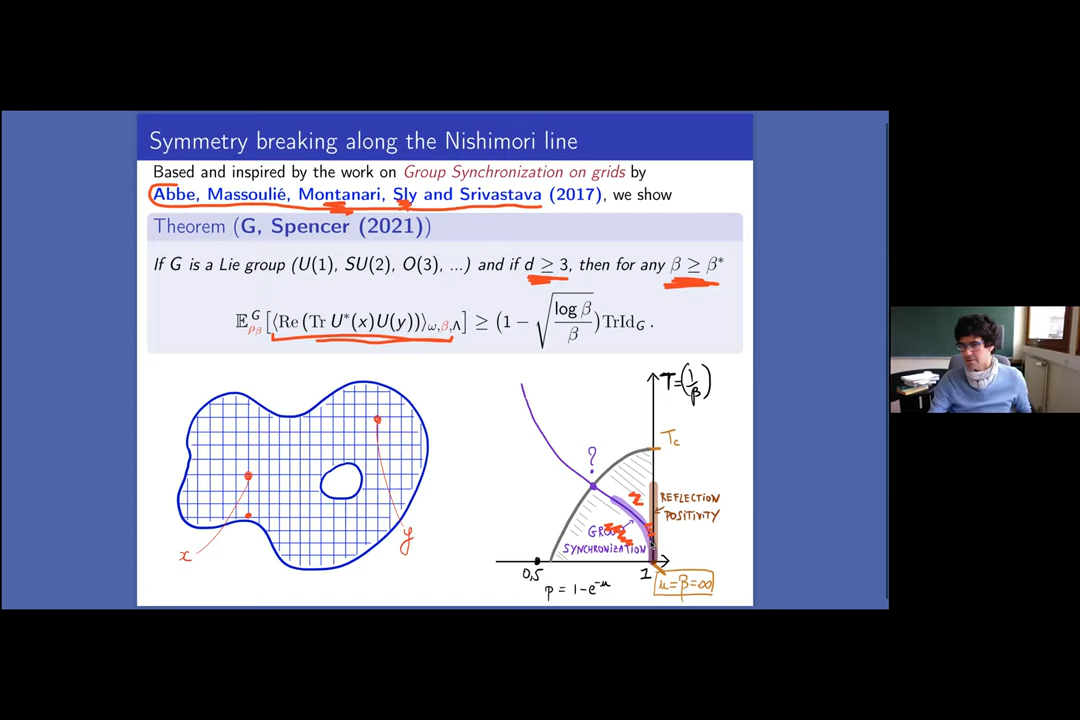 Symmetry breaking along the Nishimori line
Based and inspired by the work on Group Synchronization on grids by
Abbe, Massoulié, Montanari, Sly and Srivastava (2017), we show
Theorem (G, Spencer (2021))
If G is a Lie group (U(1), SU(2), O(3), ...) and if d ≥ 3, then for any β ≥ β*
𝔼^G_{ρ_β} [⟨Re (Tr U*(x)U(y))⟩_{ω,β,Λ}] ≥ (1 − √(log β / β)) TrId_G .
T=(1/β)
T_c
?
REFLECTION
POSITIVITY
SYNCHRONIZATION
x
y
0,5
1
p = 1-e^{-u}
u=β=∞